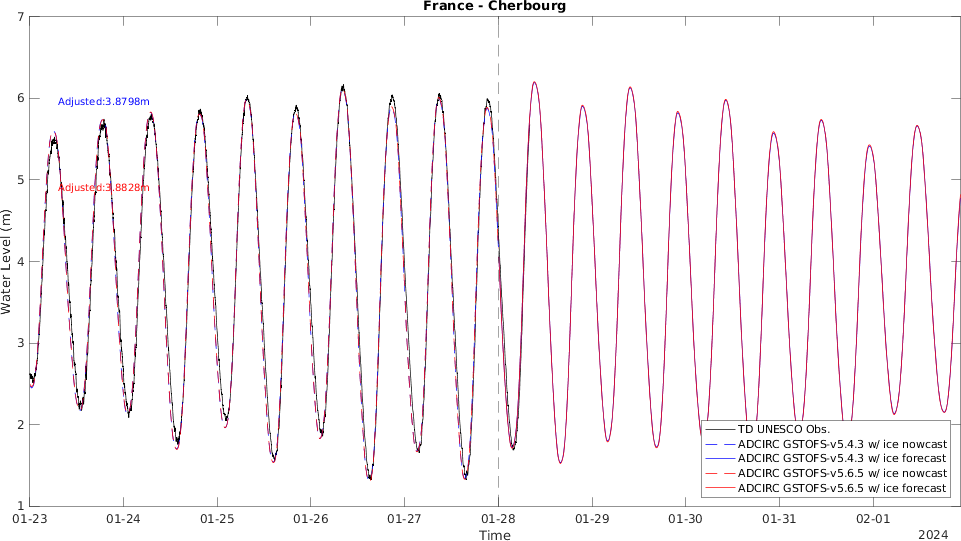 France - Cherbourg
7
6
5
4
3
2
1
Water Level (m)
Adjusted:3.8798m
Adjusted:3.8828m
TD UNESCO Obs.
ADCIRC GSTOFS-v5.4.3 w/ ice nowcast
ADCIRC GSTOFS-v5.4.3 w/ ice forecast
ADCIRC GSTOFS-v5.6.5 w/ ice nowcast
ADCIRC GSTOFS-v5.6.5 w/ ice forecast
01-23 01-24 01-25 01-26 01-27 01-28 01-29 01-30 01-31 02-01
Time
2024